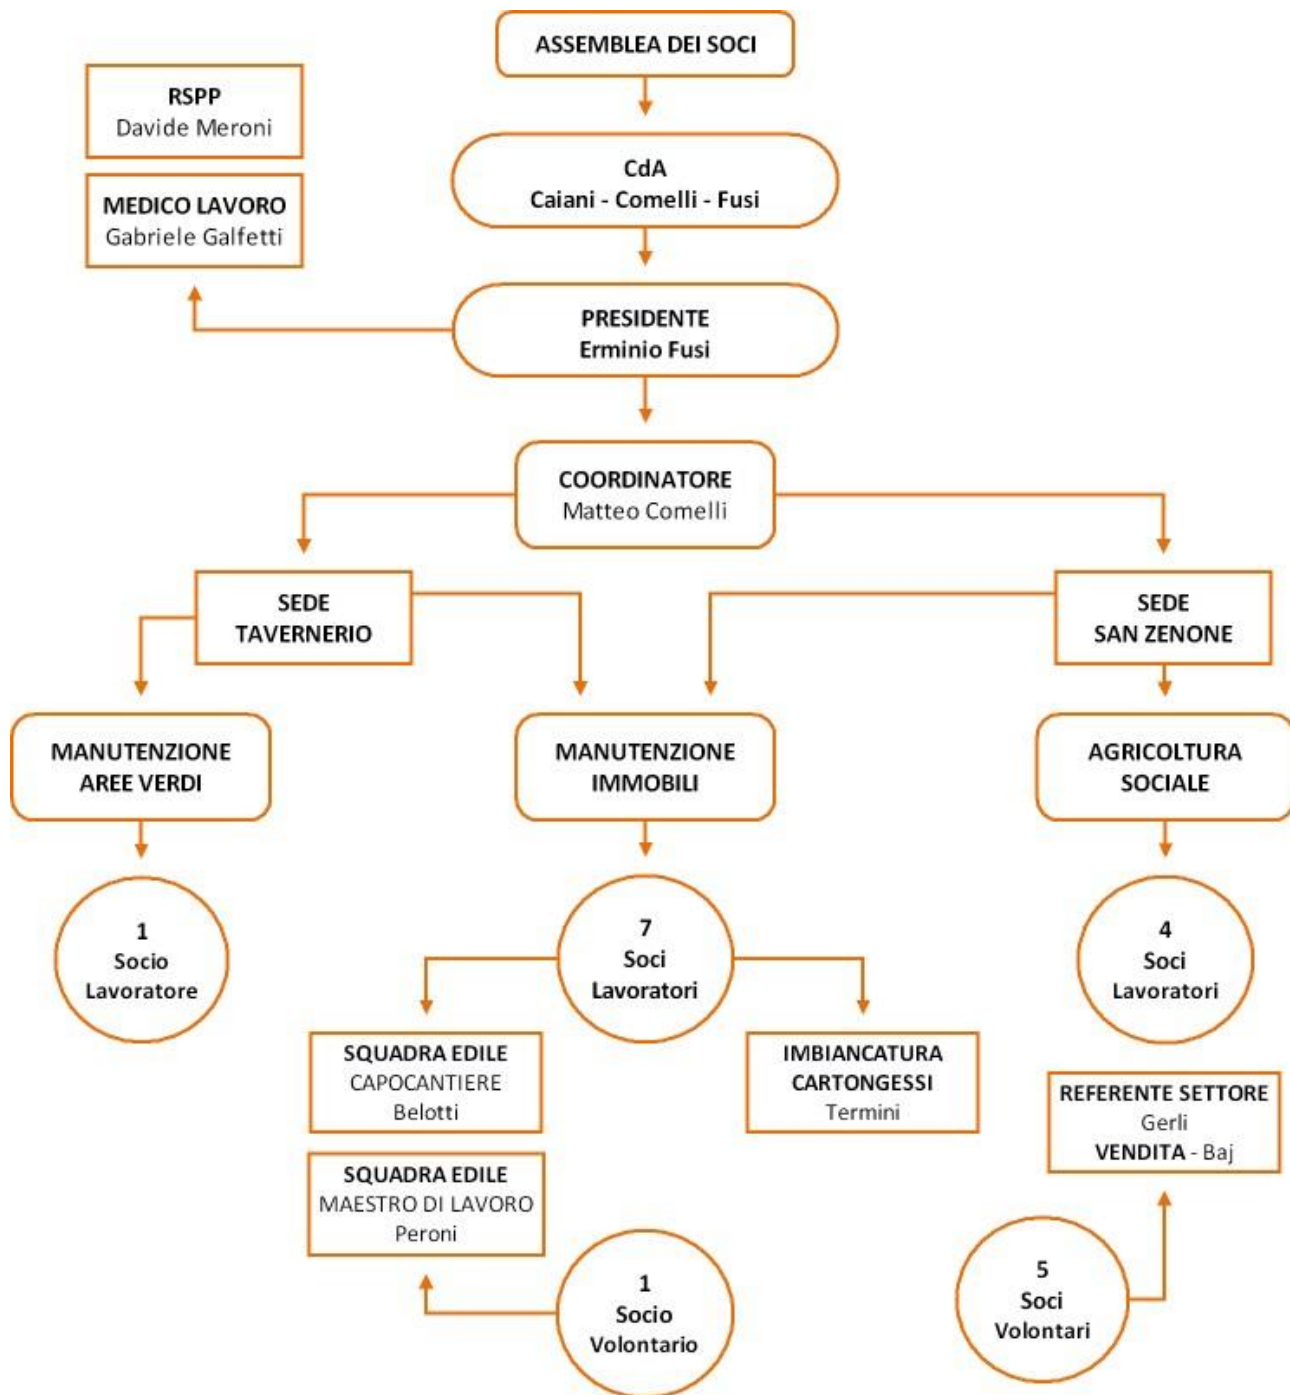 ASSEMBLEA DEI SOCI
RSPP
Davide Meroni
MEDICO LAVORO
Gabriele Galfetti
CdA
Caiani - Comelli - Fusi
PRESIDENTE
Erminio Fusi
COORDINATORE
Matteo Comelli
SEDE
TAVERNERIO
SEDE
SAN ZENONE
MANUTENZIONE
AREE VERDI
MANUTENZIONE
IMMOBILI
AGRICOLTURA
SOCIALE
1
Socio
Lavoratore
7
Soci
Lavoratori
4
Soci
Lavoratori
SQUADRA EDILE
CAPOCANTIERE
Belotti
IMBIANCATURA
CARTONGESSI
Termini
REFERENTE SETTORE
Gerli
VENDITA - Baj
SQUADRA EDILE
MAESTRO DI LAVORO
Peroni
1
Socio
Volontario
5
Soci
Volontari